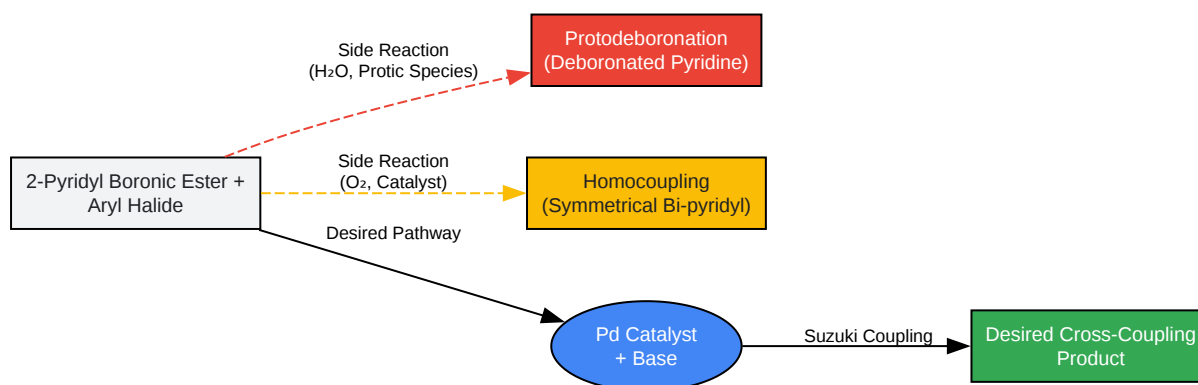 Protodeboronation
(Deboronated Pyridine)
Side Reaction
(H₂O, Protic Species)
2-Pyridyl Boronic Ester +
Aryl Halide
Side Reaction
(O₂, Catalyst)
Homocoupling
(Symmetrical Bi-pyridyl)
Desired Pathway
Pd Catalyst
+ Base
Suzuki Coupling
Desired Cross-Coupling
Product